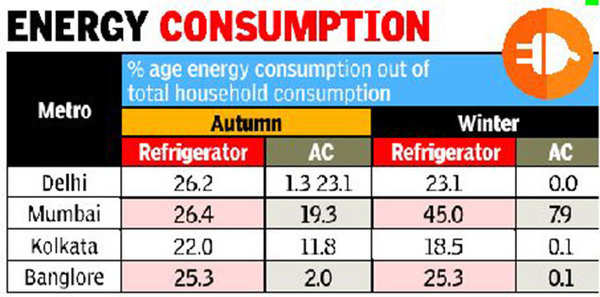 ENERGY CONSUMPTION
Metro
% age energy consumption out of
total household consumption
Autumn Winter
Refrigerator AC Refrigerator AC
Delhi 26.2 1.3 23.1 23.1 0.0
Mumbai 26.4 19.3 45.0 7.9
Kolkata 22.0 11.8 18.5 0.1
Banglore 25.3 2.0 25.3 0.1